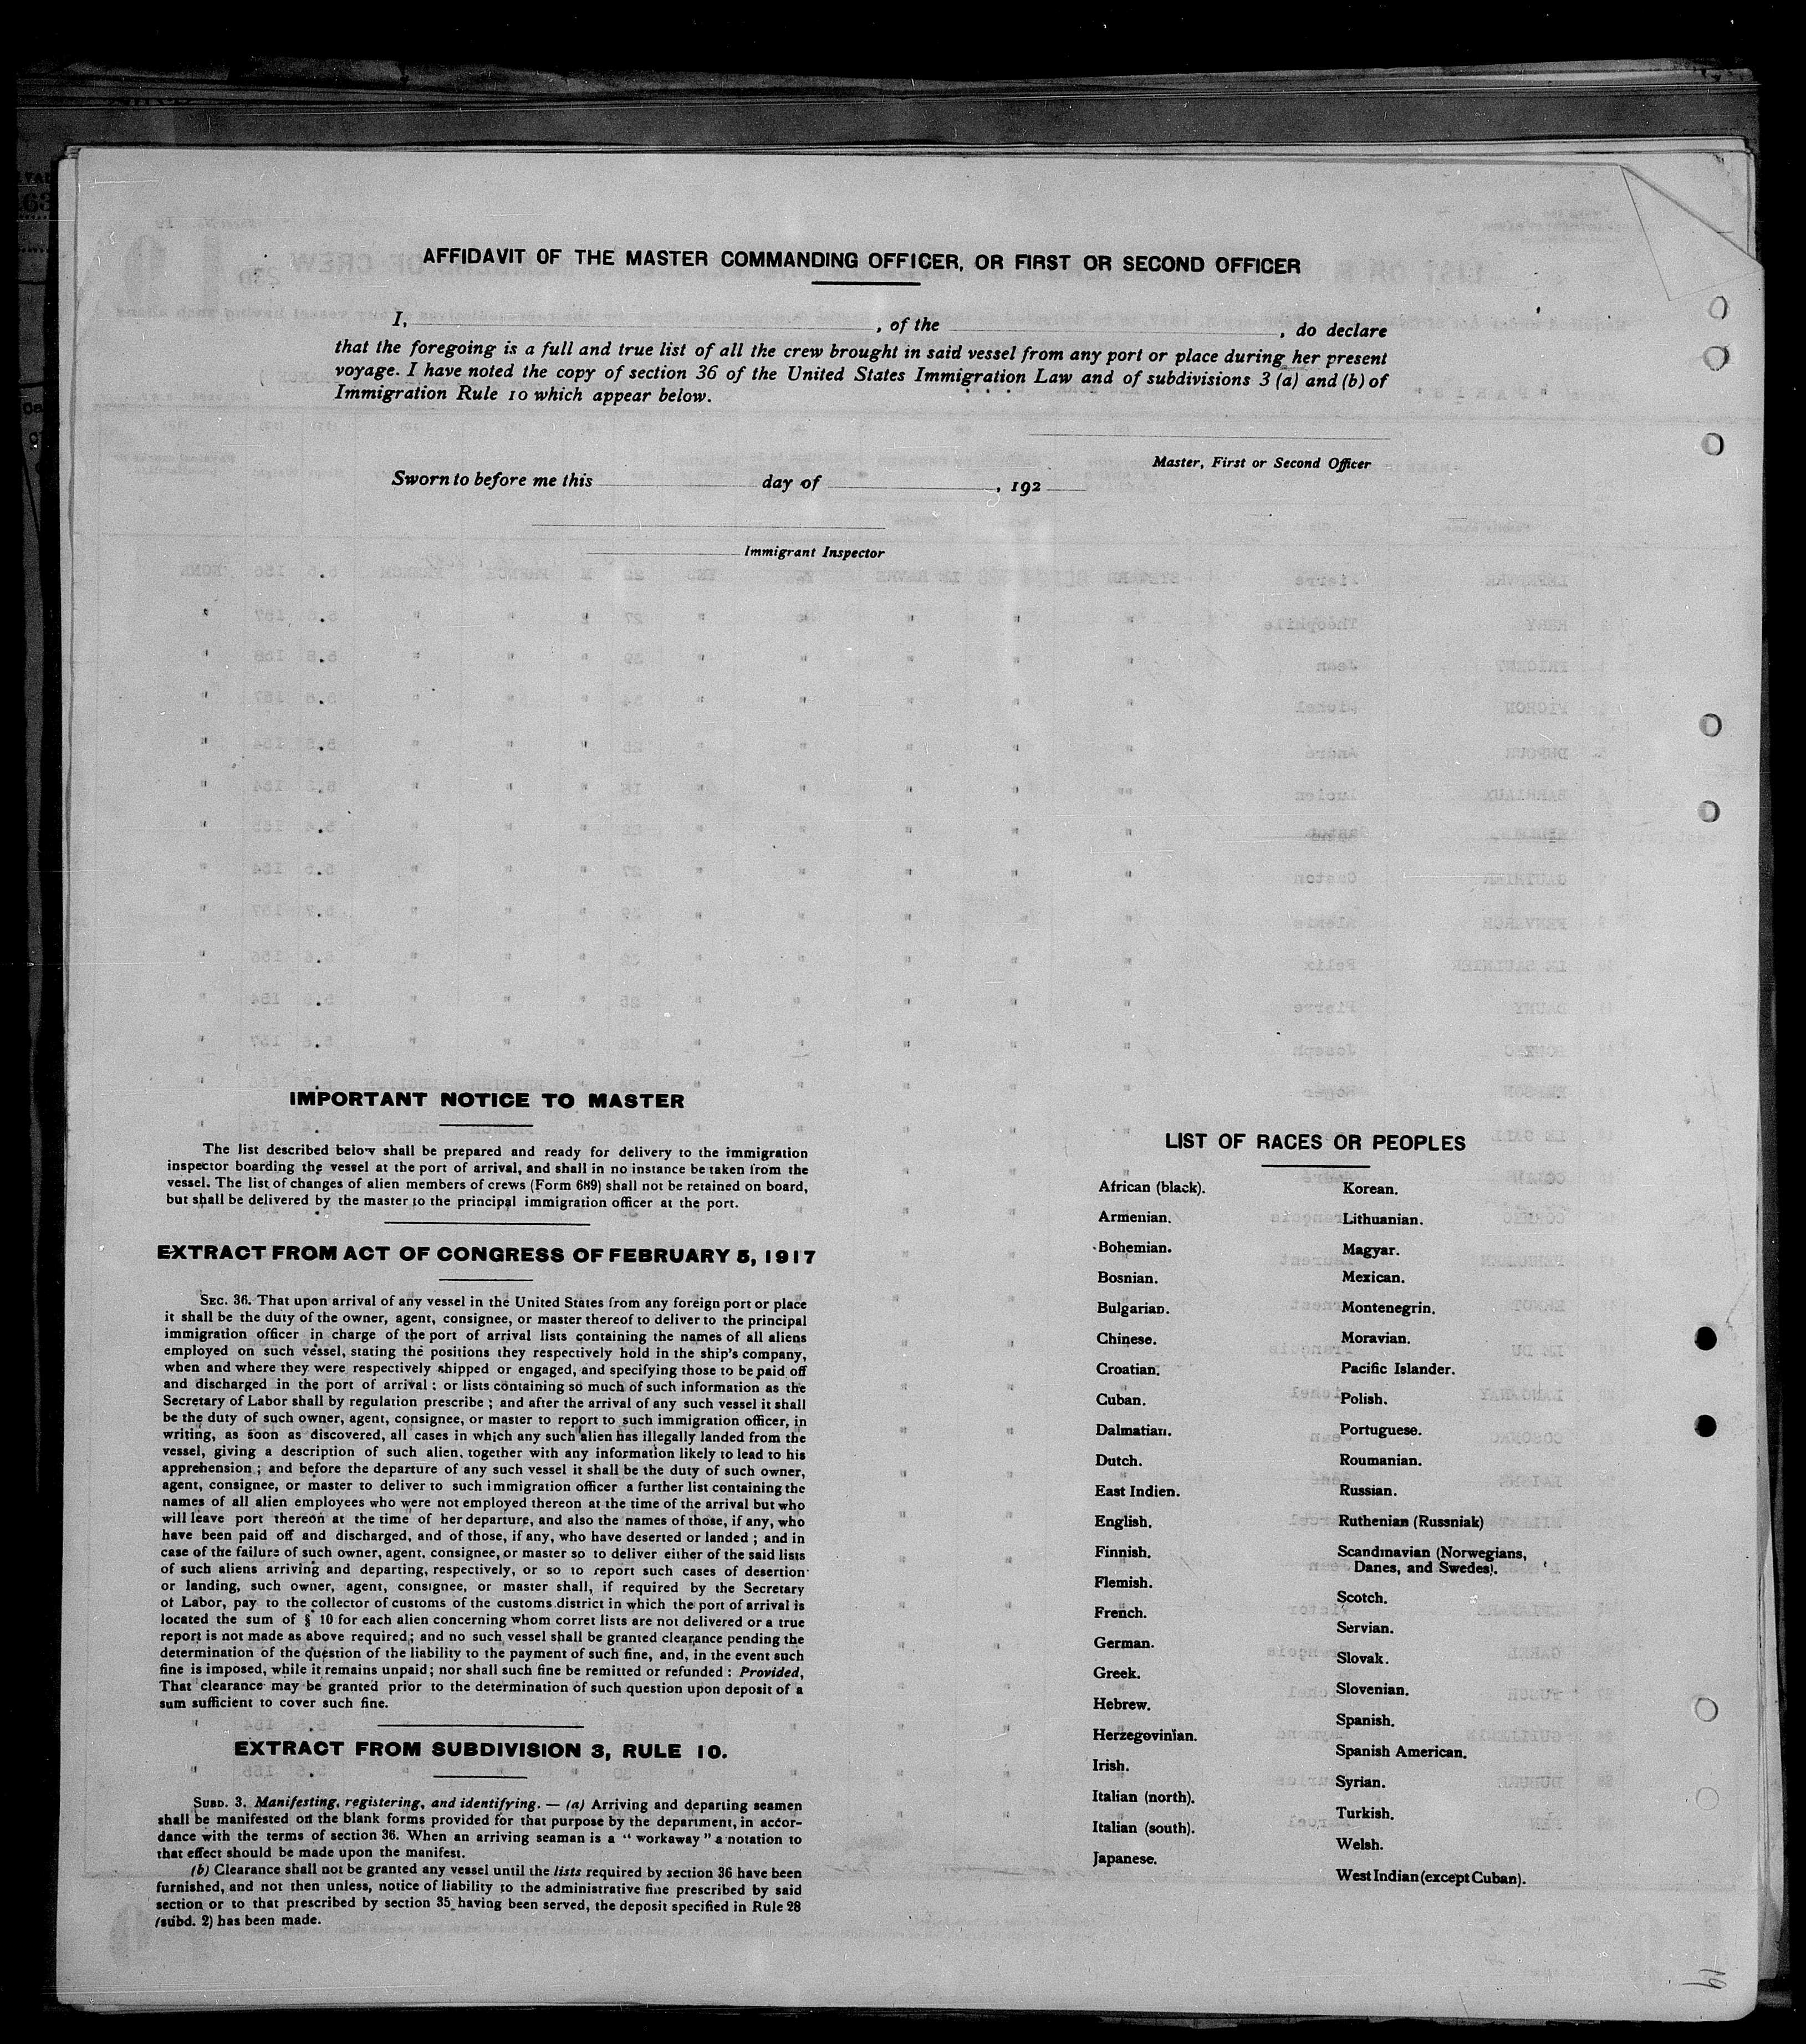 AFFIDAVIT OF THE MASTER COMMANDING OFFICER, OR FIRST OR SECOND OFFICER
I, , of the , do declare
that the foregoing is a full and true list of all the crew brought in said vessel from any port or place during her present
voyage. I have noted the copy of section 36 of the United States Immigration Law and of subdivisions 3 (a) and (b) of
Immigration Rule 10 which appear below.
Master, First or Second Officer
Sworn to before me this day of , 192
Immigrant Inspector
IMPORTANT NOTICE TO MASTER
The list described below shall be prepared and ready for delivery to the immigration
inspector boarding the vessel at the port of arrival, and shall in no instance be taken from the
vessel. The list of changes of alien members of crews (Form 689) shall not be retained on board,
but shall be delivered by the master to the principal immigration officer at the port.
EXTRACT FROM ACT OF CONGRESS OF FEBRUARY 5, 1917
SEC. 36. That upon arrival of any vessel in the United States from any foreign port or place
it shall be the duty of the owner, agent, consignee, or master thereof to deliver to the principal
immigration officer in charge of the port of arrival lists containing the names of all aliens
employed on such vessel, stating the positions they respectively hold in the ship's company,
when and where they were respectively shipped or engaged, and specifying those to be paid off
and discharged in the port of arrival ; or lists containing so much of such information as the
Secretary of Labor shall by regulation prescribe ; and after the arrival of any such vessel it shall
be the duty of such owner, agent, consignee, or master to report to such immigration officer, in
writing, as soon as discovered, all cases in which any such alien has illegally landed from the
vessel, giving a description of such alien, together with any information likely to lead to his
apprehension ; and before the departure of any such vessel it shall be the duty of such owner,
agent, consignee, or master to deliver to such immigration officer a further list containing the
names of all alien employees who were not employed thereon at the time of the arrival but who
will leave port thereon at the time of her departure, and also the names of those, if any, who
have been paid off and discharged, and of those, if any, who have deserted or landed ; and in
case of the failure of such owner, agent, consignee, or master so to deliver either of the said lists
of such aliens arriving and departing, respectively, or so to report such cases of desertion
or landing, such owner, agent, consignee, or master shall, if required by the Secretary
of Labor, pay to the collector of customs of the customs district in which the port of arrival is
located the sum of § 10 for each alien concerning whom corret lists are not delivered or a true
report is not made as above required ; and no such vessel shall be granted clearance pending the
determination of the question of the liability to the payment of such fine, and, in the event such
fine is imposed, while it remains unpaid ; nor shall such fine be remitted or refunded : Provided,
That clearance may be granted prior to the determination of such question upon deposit of a
sum sufficient to cover such fine.
EXTRACT FROM SUBDIVISION 3, RULE 10.
SUBD. 3. Manifesting, registering, and identifying. — (a) Arriving and departing seamen
shall be manifested on the blank forms provided for that purpose by the department, in accor-
dance with the terms of section 36. When an arriving seaman is a " workaway " a notation to
that effect should be made upon the manifest.
(b) Clearance shall not be granted any vessel until the lists required by section 36 have been
furnished, and not then unless, notice of liability to the administrative fine prescribed by said
section or to that prescribed by section 35 having been served, the deposit specified in Rule 28
(subd. 2) has been made.
LIST OF RACES OR PEOPLES
African (black).
Armenian.
Bohemian.
Bosnian.
Bulgarian.
Chinese.
Croatian.
Cuban.
Dalmatian.
Dutch.
East Indien.
English.
Finnish.
Flemish.
French.
German.
Greek.
Hebrew.
Herzegovinian.
Irish.
Italian (north).
Italian (south).
Japanese.
Korean.
Lithuanian.
Magyar.
Mexican.
Montenegrin.
Moravian.
Pacific Islander.
Polish.
Portuguese.
Roumanian.
Russian.
Ruthenian (Russniak)
Scandinavian (Norwegians,
Danes, and Swedes).
Scotch.
Servian.
Slovak.
Slovenian.
Spanish.
Spanish American.
Syrian.
Turkish.
Welsh.
West Indian (except Cuban).
19